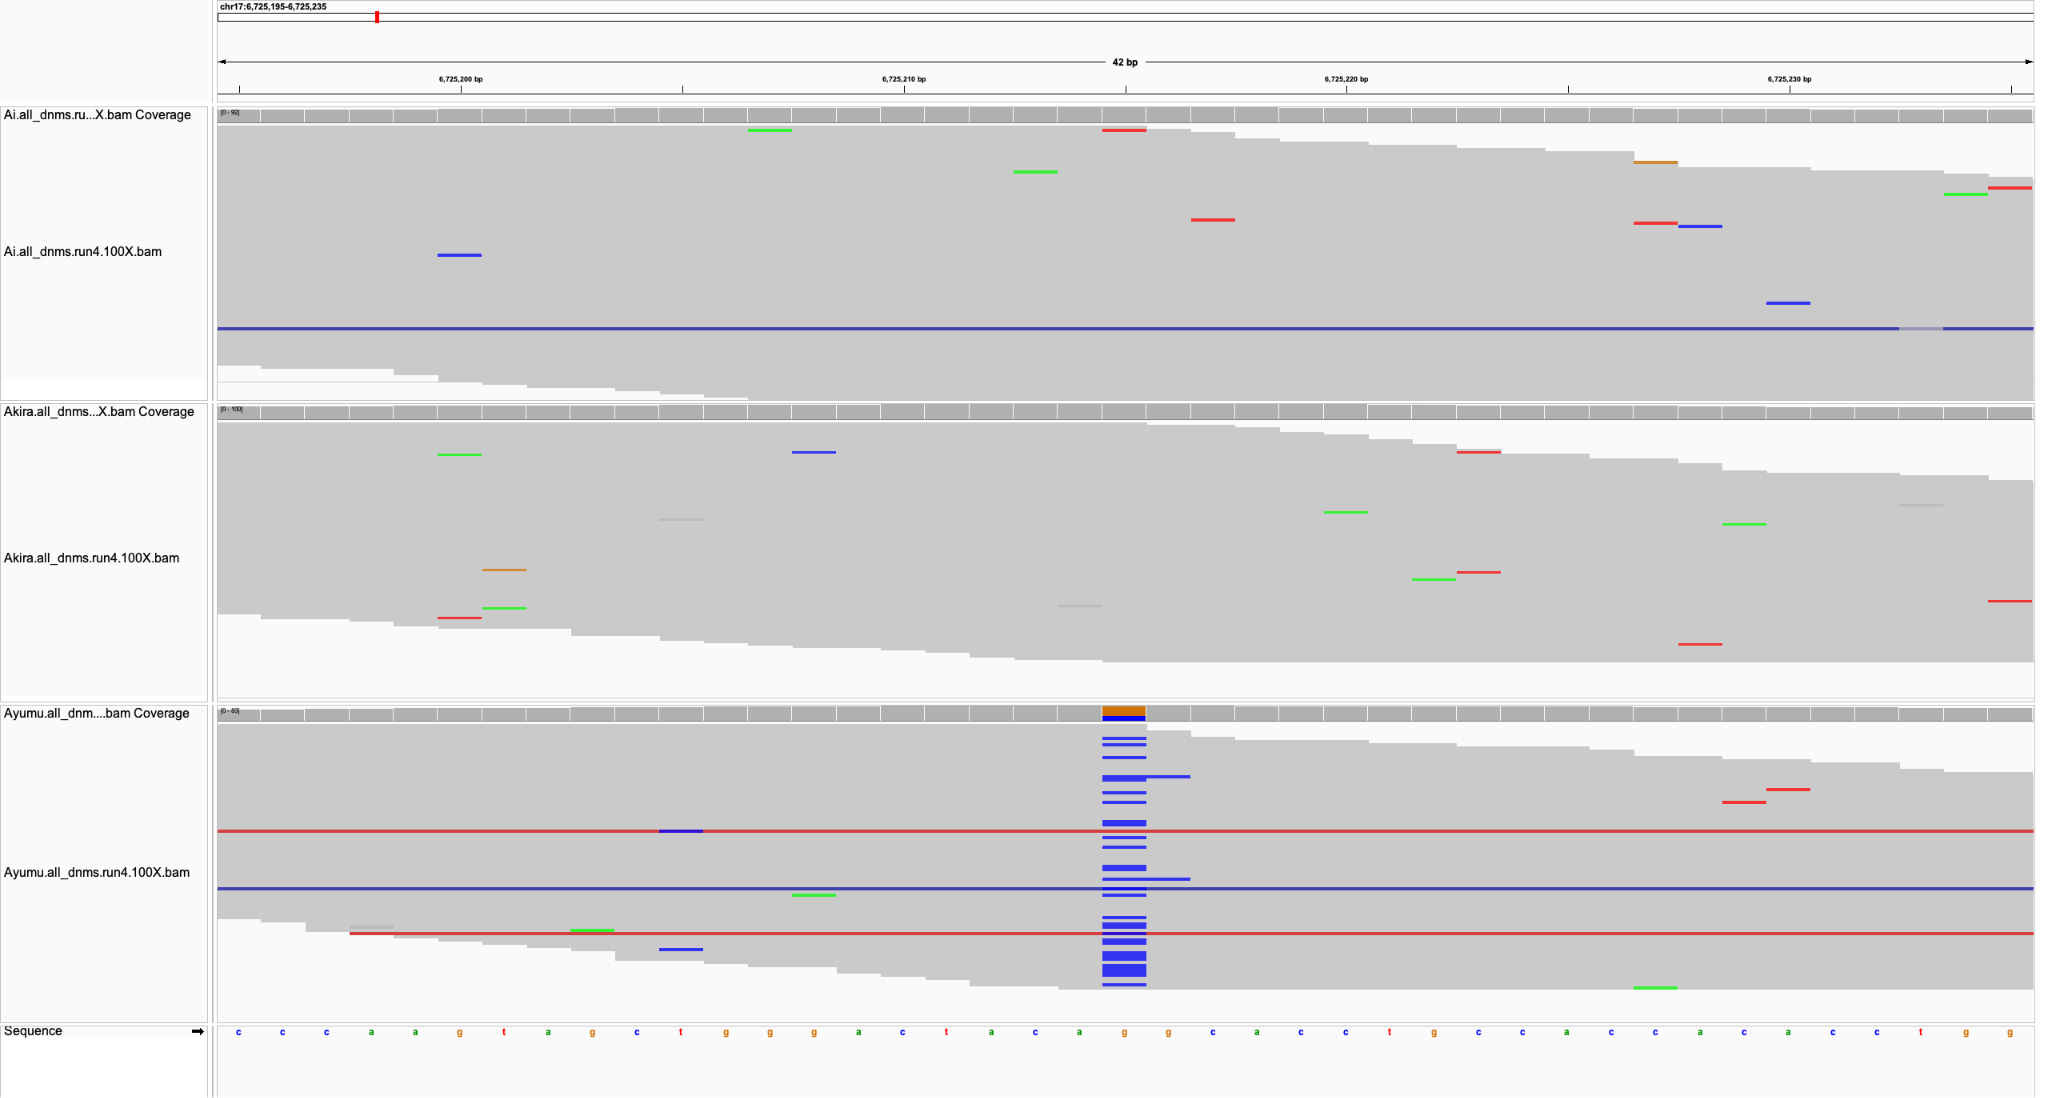 chr17:6,725,195-6,725,235
42 bp
6,725,200 bp 6,725,210 bp 6,725,220 bp 6,725,230 bp
Ai.all_dnms.ru...X.bam Coverage
[0 - 92]
Ai.all_dnms.run4.100X.bam
Akira.all_dnms...X.bam Coverage
[0 - 100]
Akira.all_dnms.run4.100X.bam
Ayumu.all_dnm....bam Coverage
[0 - 83]
Ayumu.all_dnms.run4.100X.bam
Sequence
c c c a a g t a g c t g g g a c t a c a g g c a c c t g c c a c c a c a c c t g g